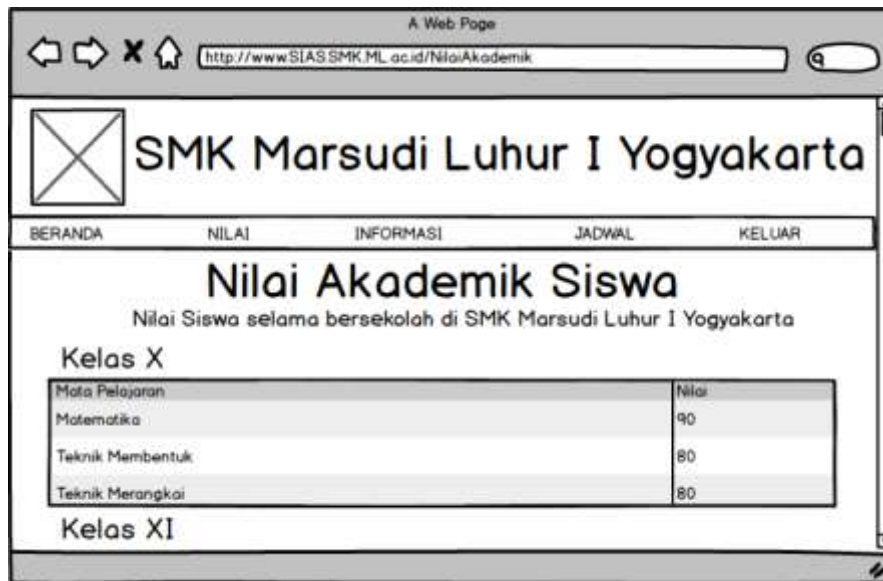 A Web Page
http://www.SIASSMK.ML.ac.id/NilaiAkademik
SMK Marsudi Luhur I Yogyakarta
BERANDA NILAI INFORMASI JADWAL KELUAR
Nilai Akademik Siswa
Nilai Siswa selama bersekolah di SMK Marsudi Luhur I Yogyakarta
Kelas X
Mata Pelajaran Nilai
Matematika 90
Teknik Membentuk 80
Teknik Merangkai 80
Kelas XI